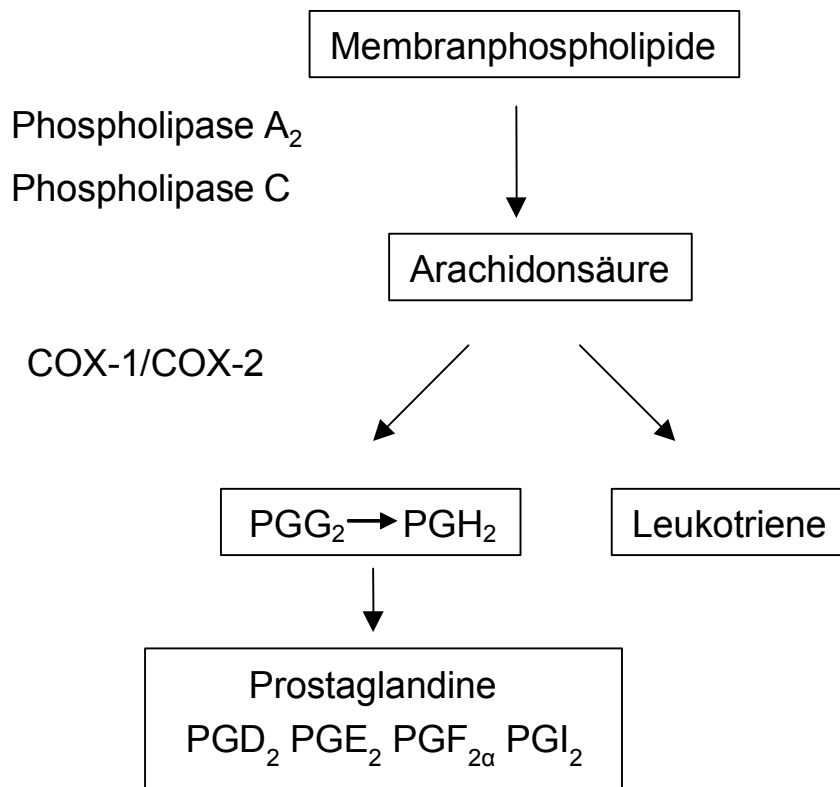 Membranphospholipide
Phospholipase A₂
Phospholipase C
Arachidonsäure
COX-1/COX-2
PGG₂ → PGH₂
Leukotriene
Prostaglandine
PGD₂ PGE₂ PGF₂α PGI₂